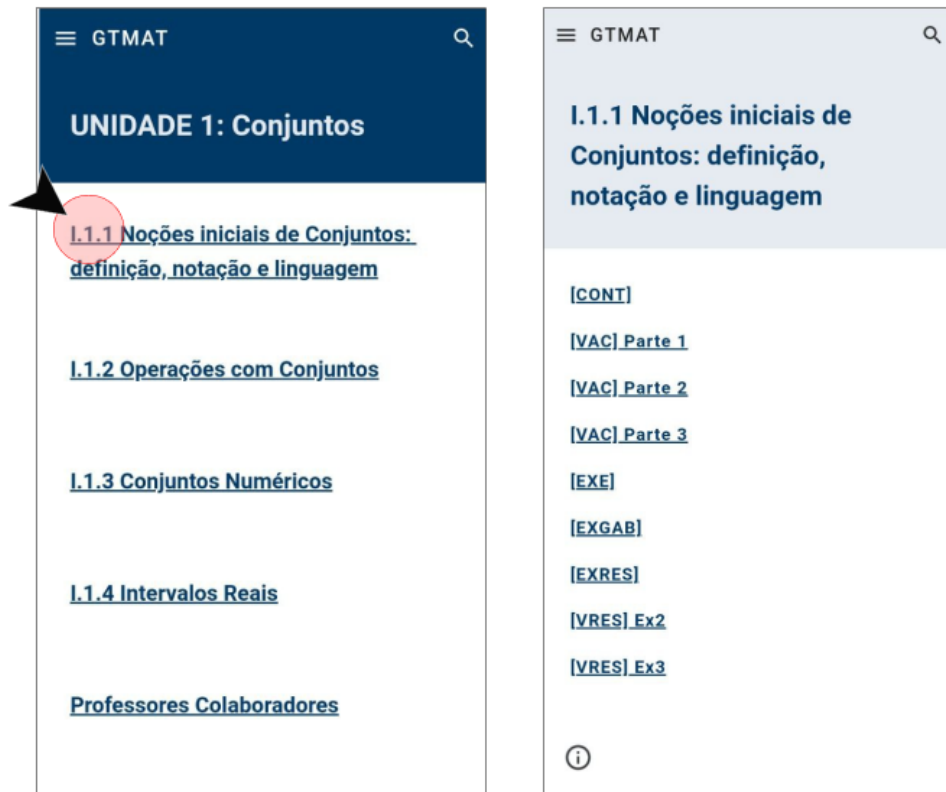 GTMAT
UNIDADE 1: Conjuntos
I.1.1 Noções iniciais de Conjuntos:
definição, notação e linguagem
I.1.2 Operações com Conjuntos
I.1.3 Conjuntos Numéricos
I.1.4 Intervalos Reais
Professores Colaboradores
GTMAT
I.1.1 Noções iniciais de
Conjuntos: definição,
notação e linguagem
[CONT]
[VAC] Parte 1
[VAC] Parte 2
[VAC] Parte 3
[EXE]
[EXGAB]
[EXRES]
[VRES] Ex2
[VRES] Ex3